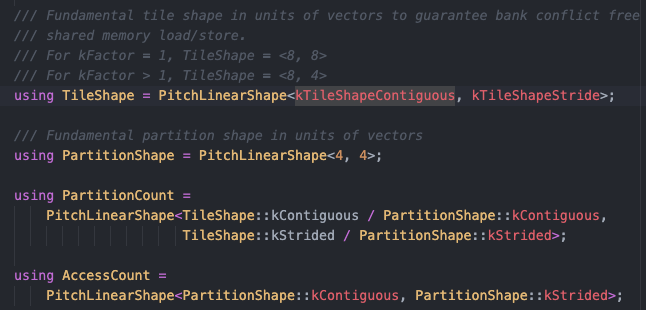 /// Fundamental tile shape in units of vectors to guarantee bank conflict free
/// shared memory load/store.
/// For kFactor = 1, TileShape = <8, 8>
/// For kFactor > 1, TileShape = <8, 4>
using TileShape = PitchLinearShape<kTileShapeContiguous, kTileShapeStride>;
/// Fundamental partition shape in units of vectors
using PartitionShape = PitchLinearShape<4, 4>;
using PartitionCount =
PitchLinearShape<TileShape::kContiguous / PartitionShape::kContiguous,
TileShape::kStrided / PartitionShape::kStrided>;
using AccessCount =
PitchLinearShape<PartitionShape::kContiguous, PartitionShape::kStrided>;